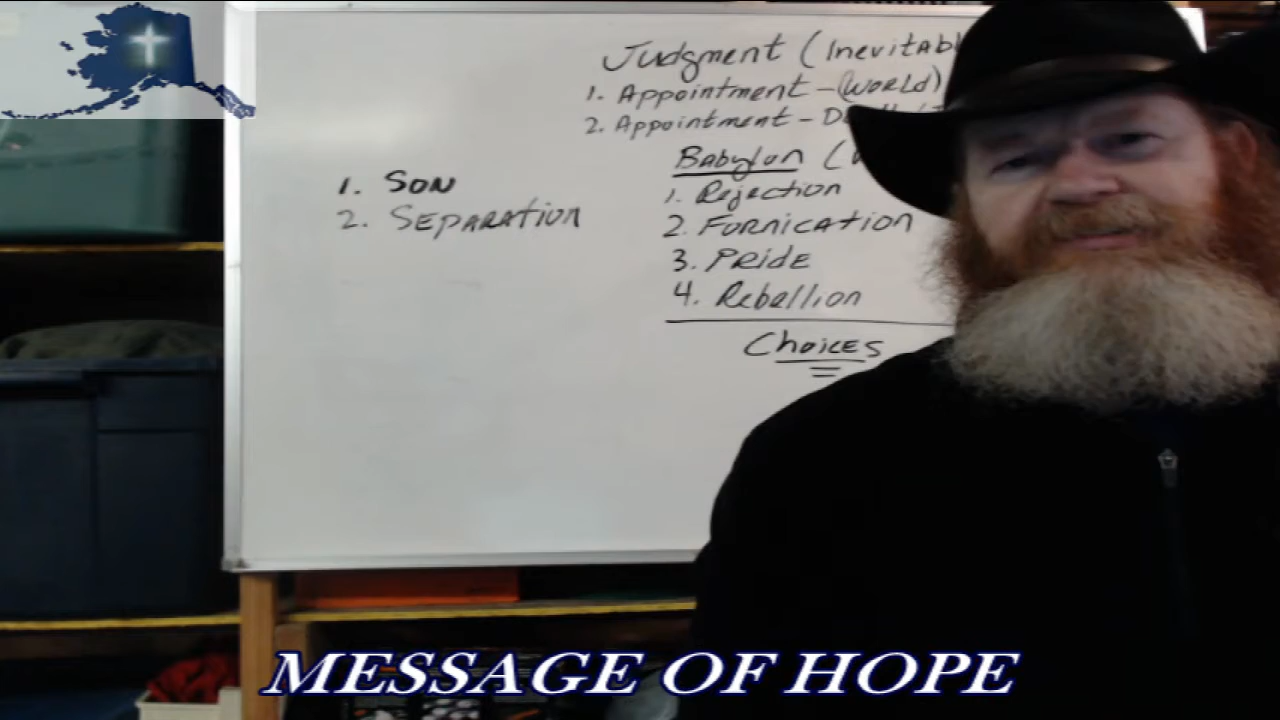 Judgment (Inevitabl
1. Appointment - (World)
2. Appointment - D
Babylon (
1. Rejection
2. Fornication
3. Pride
4. Rebellion
Choices
1. Son
2. Separation
MESSAGE OF HOPE